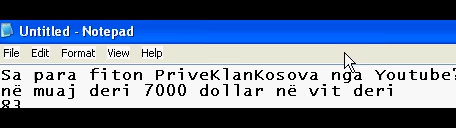 Untitled - Notepad
File Edit Format View Help
Sa para fiton PriveKlanKosova nga Youtube?
në muaj deri 7000 dollar në vit deri
83